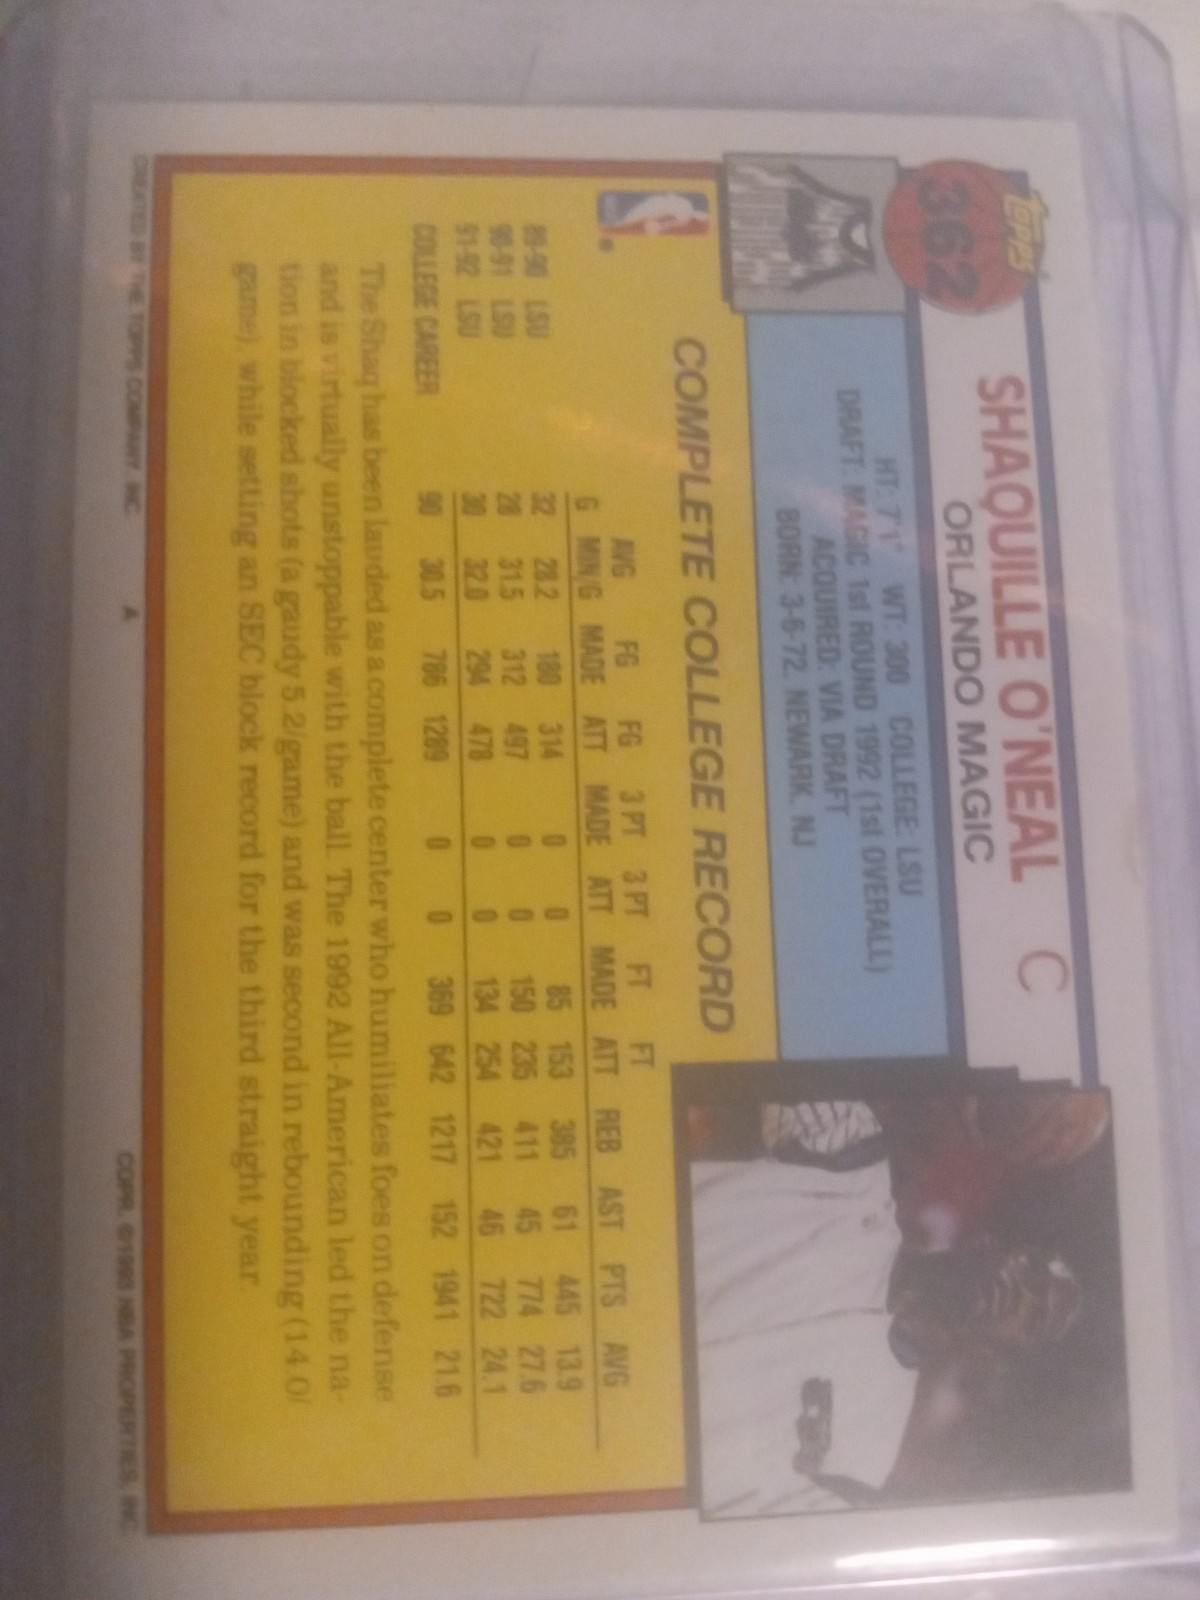 topps
362
SHAQUILLE O'NEAL C
ORLANDO MAGIC
HT: 7'1" WT: 300 COLLEGE: LSU
DRAFT: MAGIC 1st ROUND 1992 (1st OVERALL)
ACQUIRED: VIA DRAFT
BORN: 3-6-72, NEWARK, NJ
COMPLETE COLLEGE RECORD
AVG FG FG 3 PT 3 PT FT FT
G MIN/G MADE ATT MADE ATT MADE ATT REB AST PTS AVG
89-90 LSU 32 28.2 180 314 0 0 85 153 385 61 445 13.9
90-91 LSU 28 31.5 312 497 0 0 150 235 411 45 774 27.6
91-92 LSU 30 32.0 294 478 0 0 134 254 421 46 722 24.1
COLLEGE CAREER 90 30.5 786 1289 0 0 369 642 1217 152 1941 21.6
The Shaq has been lauded as a complete center who humiliates foes on defense
and is virtually unstoppable with the ball. The 1992 All-American led the na-
tion in blocked shots (a gaudy 5.2/game) and was second in rebounding (14.0/
game), while setting an SEC block record for the third straight year.
CREATED BY THE TOPPS COMPANY, INC. A COPR. ©1993 NBA PROPERTIES, INC.